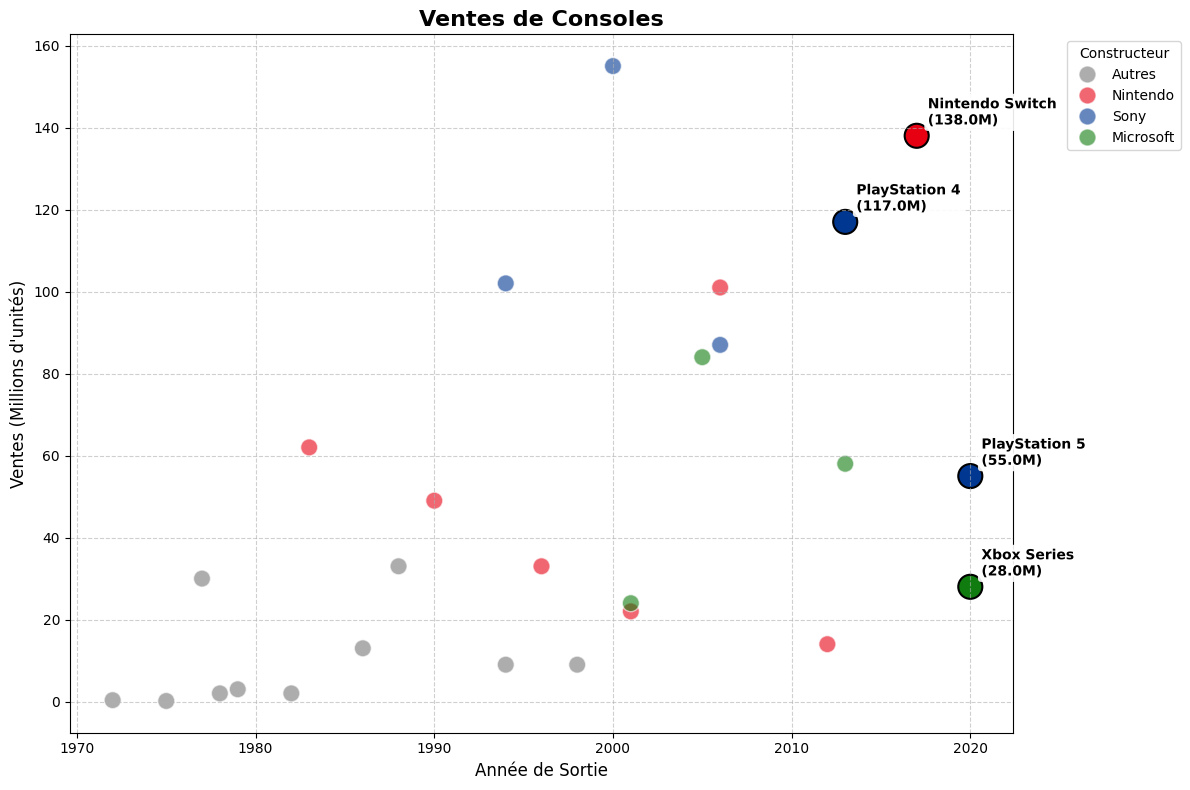 Ventes de Consoles
Constructeur
Autres
Nintendo
Sony
Microsoft
Ventes (Millions d'unités)
160
140
120
100
80
60
40
20
0
Nintendo Switch
(138.0M)
PlayStation 4
(117.0M)
PlayStation 5
(55.0M)
Xbox Series
(28.0M)
1970
1980
1990
2000
2010
2020
Année de Sortie